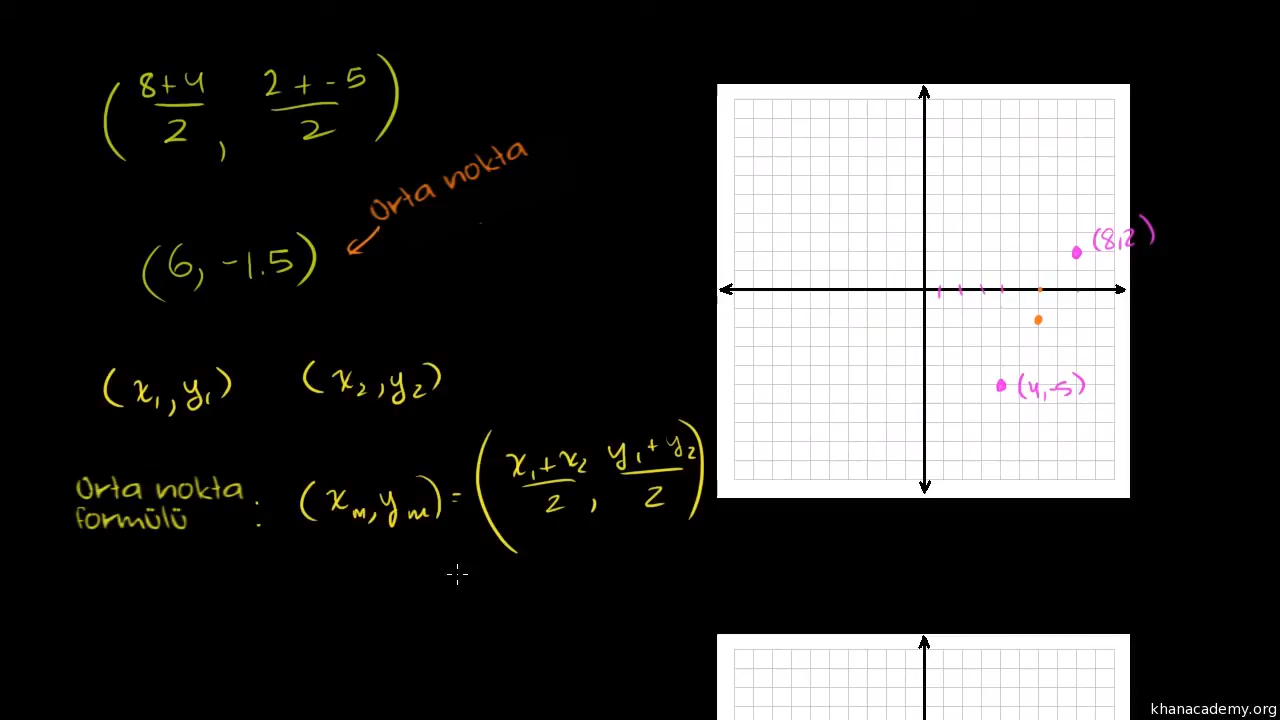 (8+4/2, 2+-5/2)
Orta nokta
(6, -1.5)
(x₁, y₁) (x₂, y₂)
Orta nokta
formülü : (xₘ, yₘ) = (x₁+x₂/2, y₁+y₂/2)
(8,2)
(4,-5)
khanacademy.org